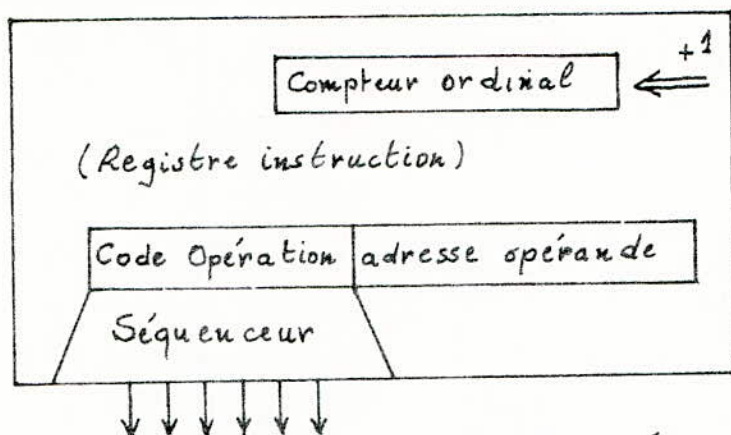 +1
Compteur ordinal
(Registre instruction)
Code Opération adresse opérande
Séquenceur